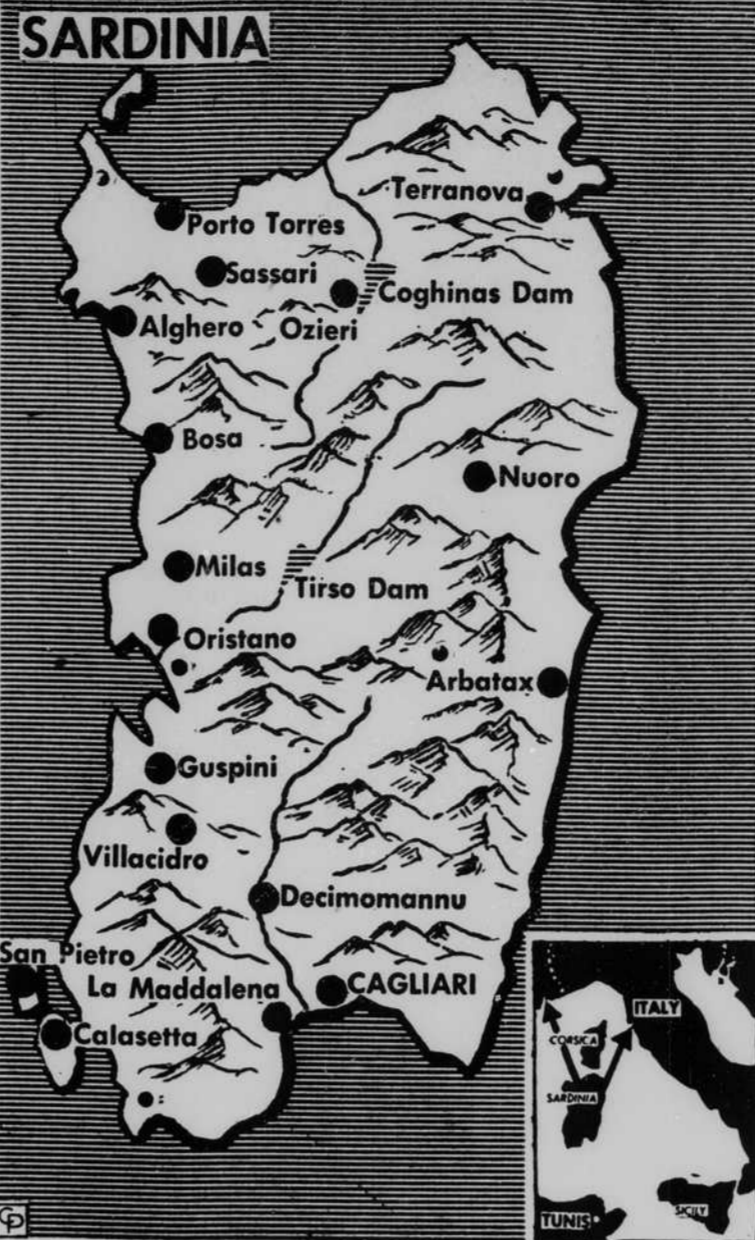 SARDINIA
Terranova
Porto Torres
Sassari
Coghinas Dam
Alghero
Ozieri
Bosa
Nuoro
Milas
Tirso Dam
Oristano
Arbatax
Guspini
Villacidro
Decimomannu
San Pietro
La Maddalena
CAGLIARI
Calasetta
ITALY
CORSICA
SARDINIA
TUNIS
SICILY
CP